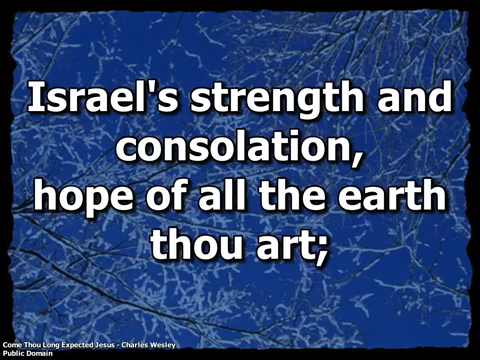 Israel's strength and
consolation,
hope of all the earth
thou art;
Come Thou Long Expected Jesus - Charles Wesley
Public Domain